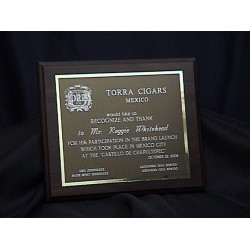 TORRA CIGARS
MEXICO
would like to
RECOGNIZE AND THANK
to Mr. Reggie Whitehead
FOR HIS PARTICIPATION IN THE BRAND LAUNCH
WHICH TOOK PLACE IN MEXICO CITY
AT THE "CASTILLO DE CHAPULTEPEC"
OCTOBER